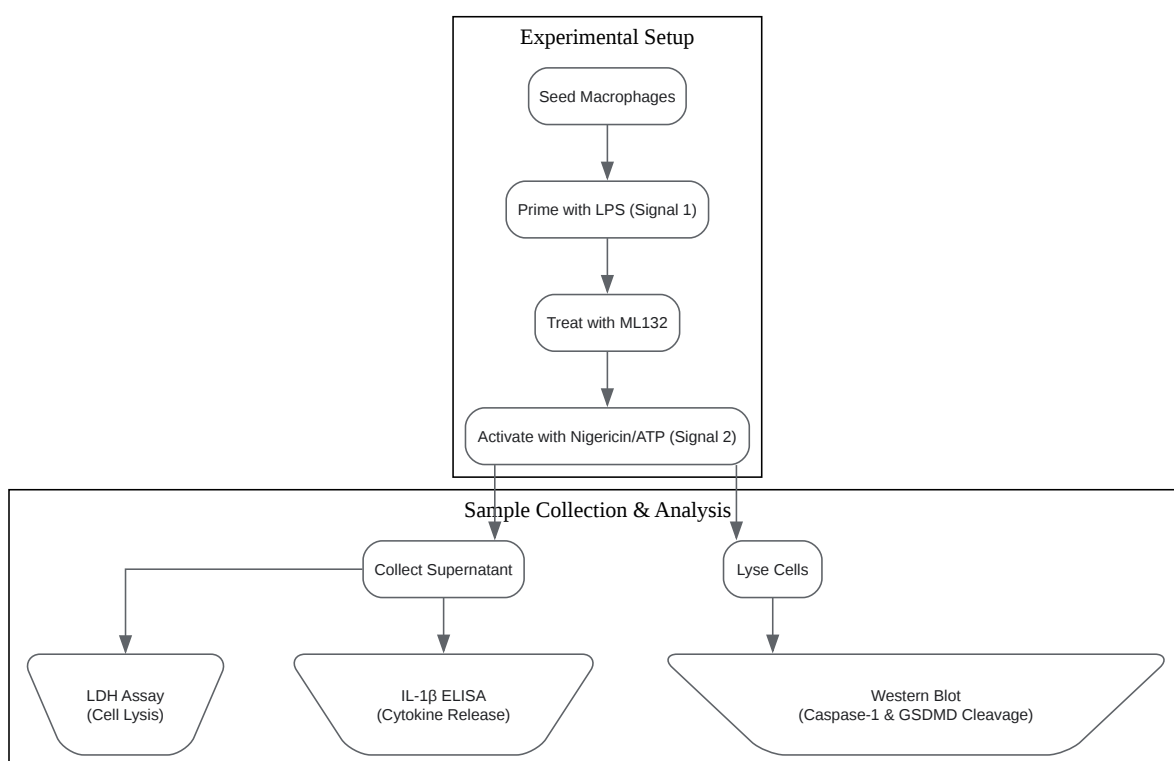 Experimental Setup
Seed Macrophages
Prime with LPS (Signal 1)
Treat with ML132
Activate with Nigericin/ATP (Signal 2)
Sample Collection & Analysis
Collect Supernatant
Lyse Cells
LDH Assay
(Cell Lysis)
IL-1β ELISA
(Cytokine Release)
Western Blot
(Caspase-1 & GSDMD Cleavage)